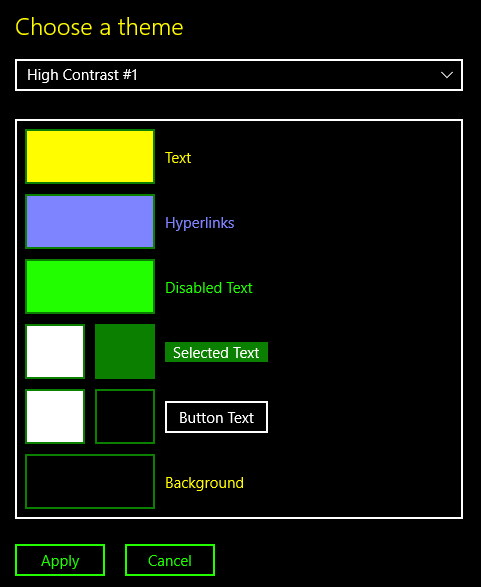 Choose a theme
High Contrast #1
Text
Hyperlinks
Disabled Text
Selected Text
Button Text
Background
Apply Cancel